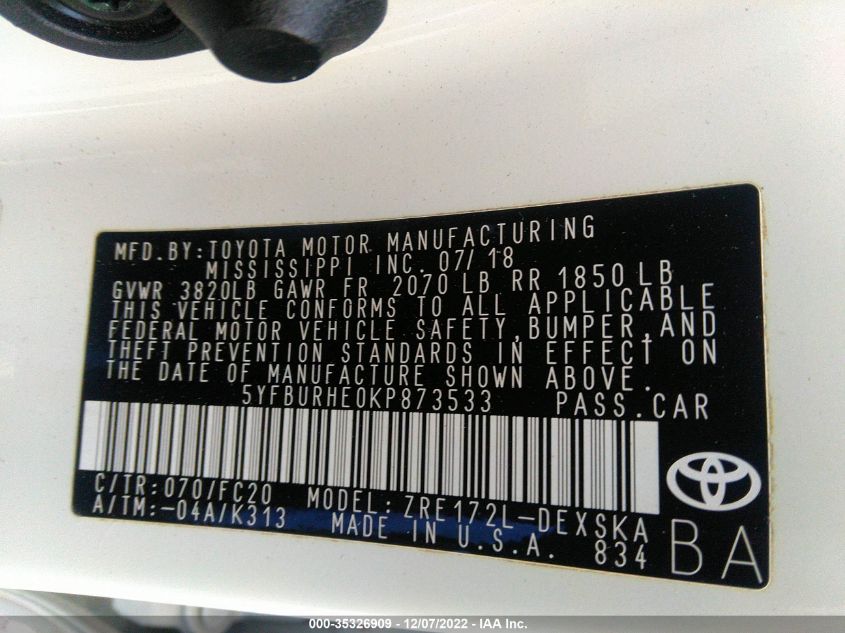 MFD.BY:TOYOTA MOTOR MANUFACTURING
MISSISSIPPI INC. 07/18
GVWR 3820LB GAWR FR 2070 LB RR 1850 LB
THIS VEHICLE CONFORMS TO ALL APPLICABLE
FEDERAL MOTOR VEHICLE SAFETY,BUMPER,AND
THEFT PREVENTION STANDARDS IN EFFECT ON
THE DATE OF MANUFACTURE SHOWN ABOVE.
5YFBURHE0KP873533 PASS.CAR
C/TR:070/FC20 MODEL:ZRE172L-DEXSKA
A/TM:-04A/K313 MADE IN U.S.A. 834
BA
000-35326909 - 12/07/2022 - IAA Inc.